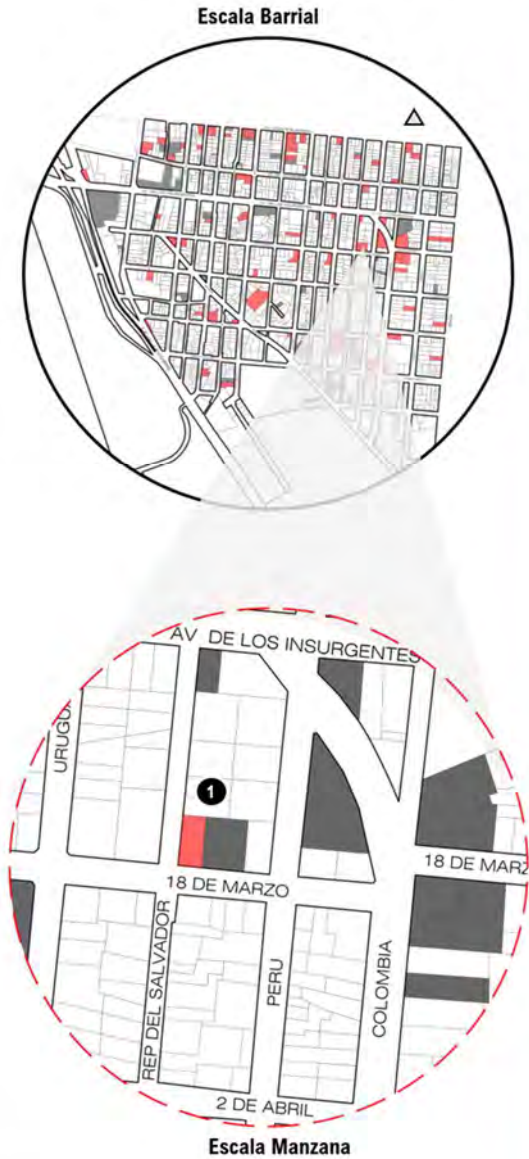 Escala Barrial
AV DE LOS INSURGENTES
URUGUA
1
18 DE MARZO
18 DE MARZ
REP DEL SALVADOR
PERU
COLOMBIA
2 DE ABRIL
Escala Manzana